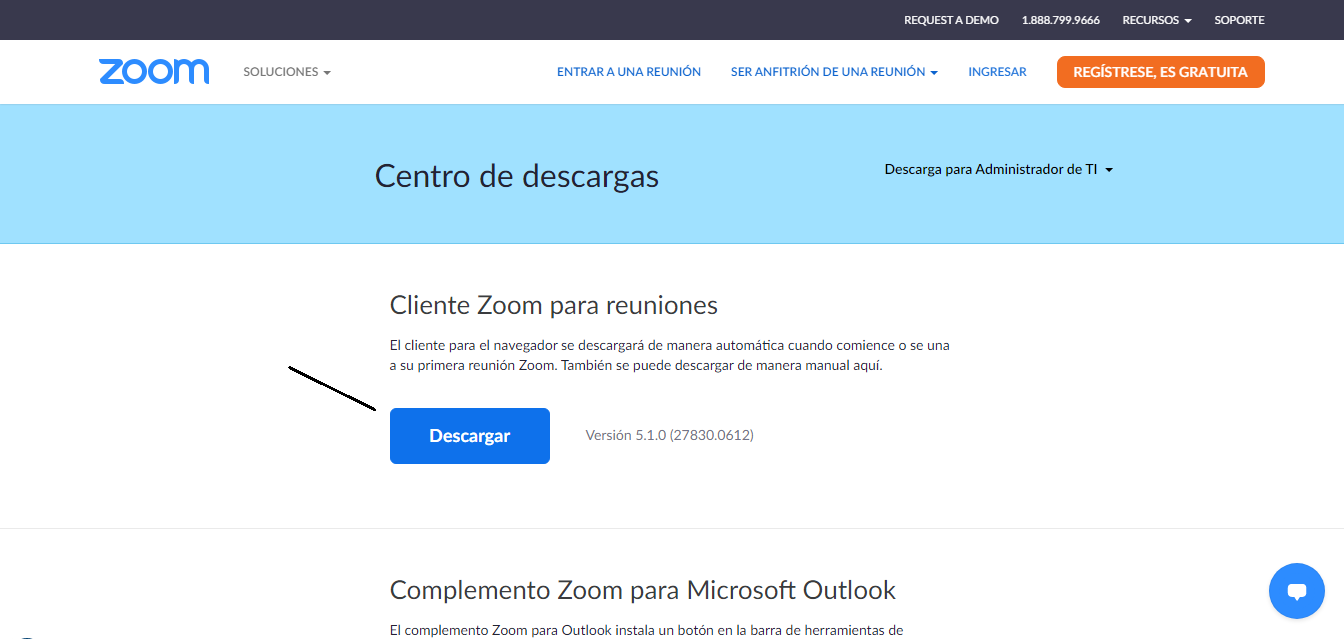 REQUEST A DEMO 1.888.799.9666 RECURSOS SOPORTE
zoom SOLUCIONES ENTRAR A UNA REUNIÓN SER ANFITRIÓN DE UNA REUNIÓN INGRESAR REGÍSTRESE, ES GRATUITA
Centro de descargas
Descarga para Administrador de TI
Cliente Zoom para reuniones
El cliente para el navegador se descargará de manera automática cuando comience o se una
a su primera reunión Zoom. También se puede descargar de manera manual aquí.
Descargar
Versión 5.1.0 (27830.0612)
Complemento Zoom para Microsoft Outlook
El complemento Zoom para Outlook instala un botón en la barra de herramientas de